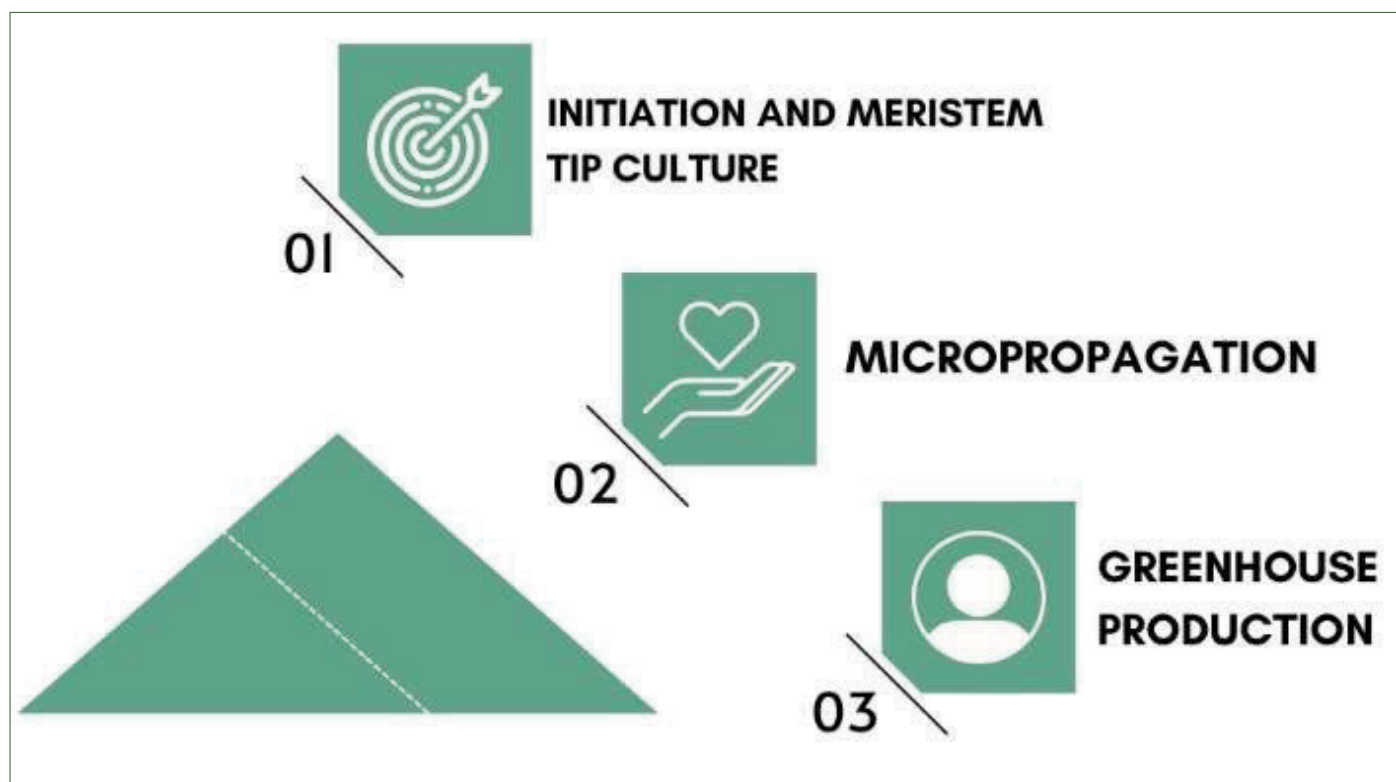 INITIATION AND MERISTEM
TIP CULTURE
01
MICROPROPAGATION
02
GREENHOUSE
PRODUCTION
03